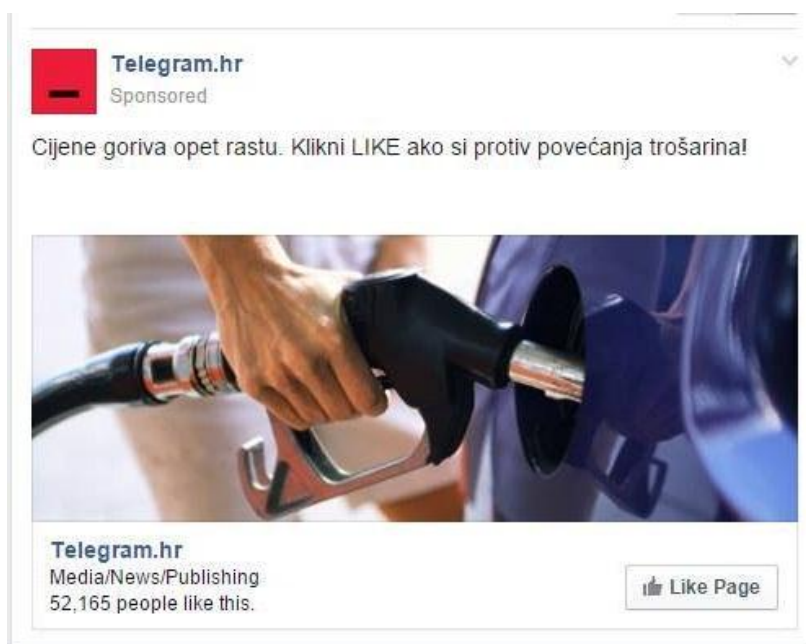 Telegram.hr
Sponsored
Cijene goriva opet rastu. Klikni LIKE ako si protiv povećanja trošarina!
Telegram.hr
Media/News/Publishing
52,165 people like this.
Like Page